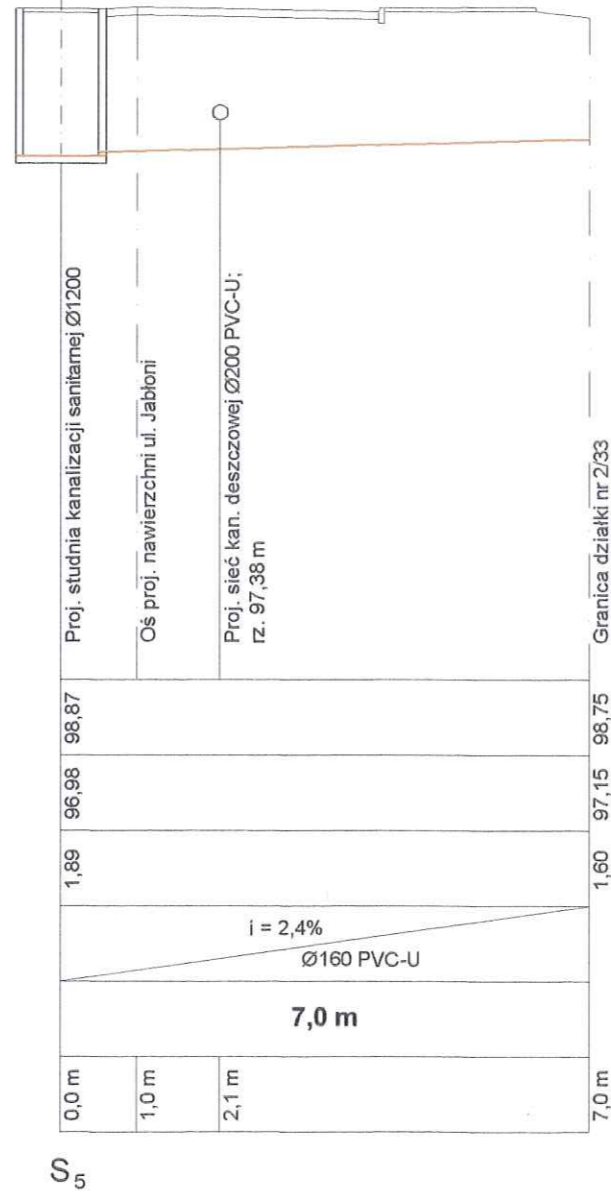 Proj. studnia kanalizacji sanitarnej Ø1200
Oś proj. nawierzchni ul. Jabłoni
Proj. sieć kan. deszczowej Ø200 PVC-U;
rz. 97,38 m
Granica działki nr 2/33
98,87
98,75
96,98
97,15
1,89
1,60
i = 2,4%
Ø160 PVC-U
7,0 m
0,0 m
1,0 m
2,1 m
7,0 m
S5